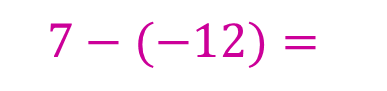 7 − (−12) =